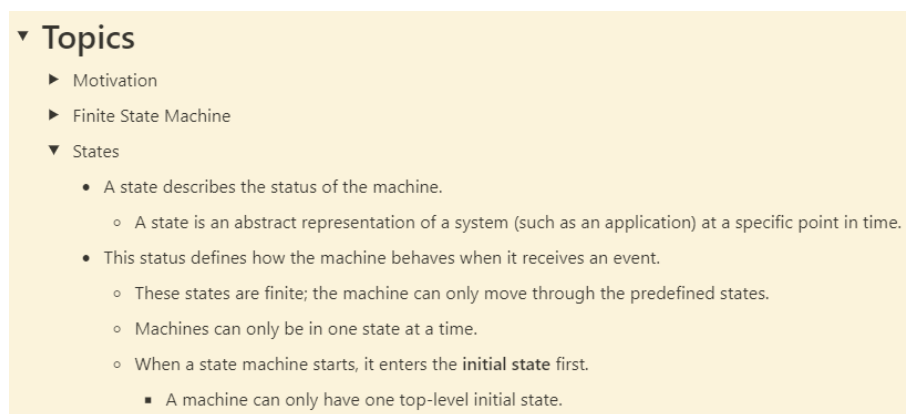 Topics
Motivation
Finite State Machine
States
A state describes the status of the machine.
A state is an abstract representation of a system (such as an application) at a specific point in time.
This status defines how the machine behaves when it receives an event.
These states are finite; the machine can only move through the predefined states.
Machines can only be in one state at a time.
When a state machine starts, it enters the initial state first.
A machine can only have one top-level initial state.